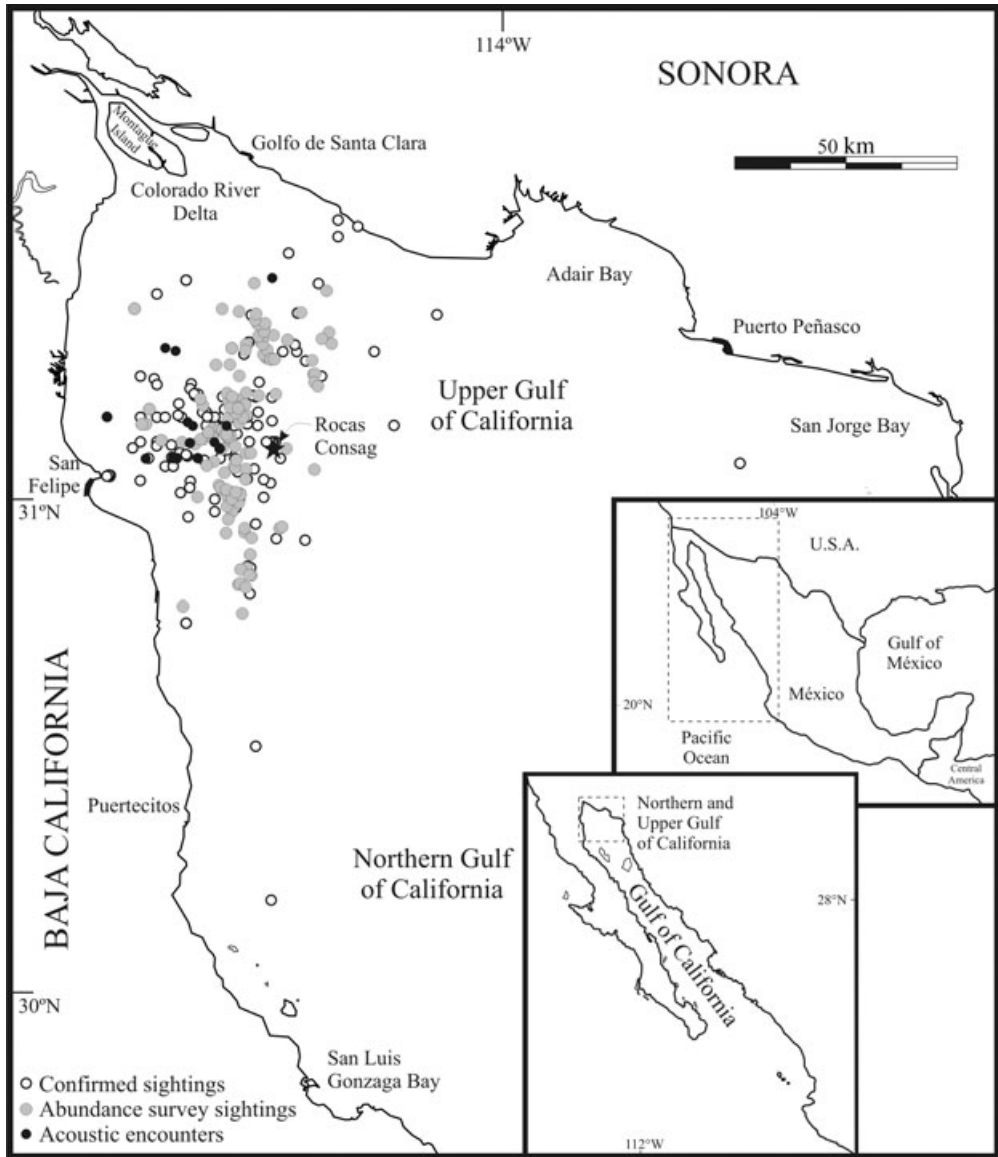 114ºW
SONORA
Montague
Island
Golfo de Santa Clara
50 km
Colorado River
Delta
Adair Bay
Puerto Peñasco
Upper Gulf
of California
Rocas
Consag
San Jorge Bay
San
Felipe
31ºN
104ºW
U.S.A.
Gulf of
México
México
20ºN
Pacific
Ocean
Central
America
BAJA CALIFORNIA
Puertecitos
Northern Gulf
of California
Northern and
Upper Gulf
of California
28ºN
Gulf of California
30ºN
San Luis
Gonzaga Bay
112ºW
Confirmed sightings
Abundance survey sightings
Acoustic encounters